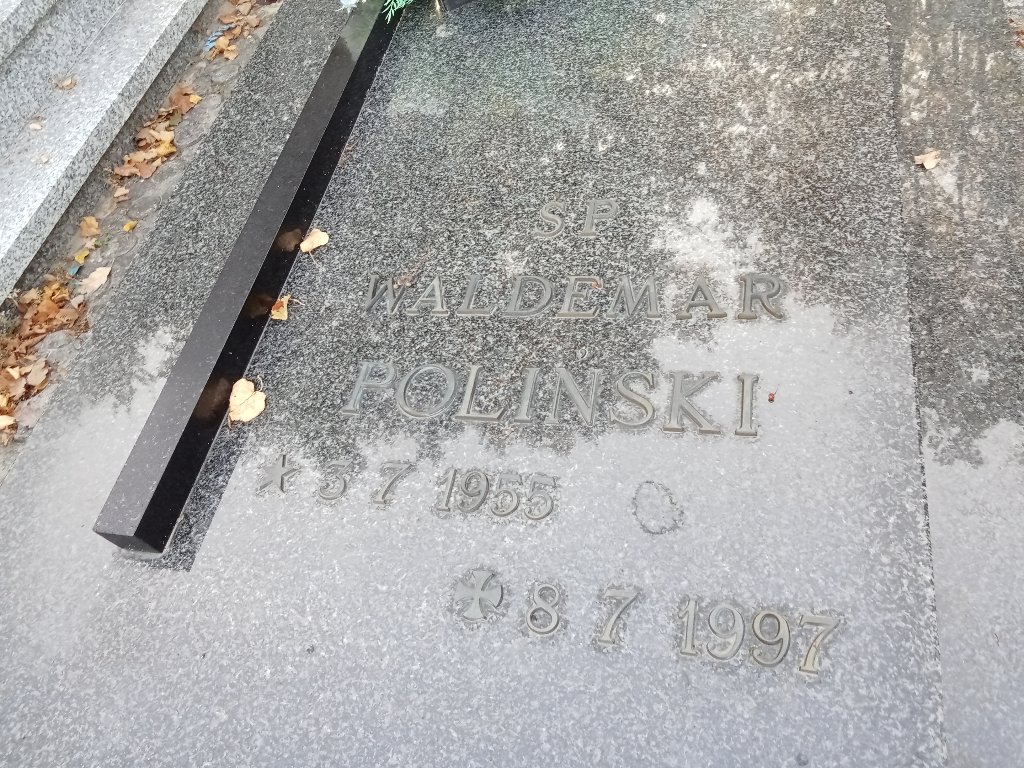 SP
WALDEMAR
POLIŃSKI
★ 3 7 1955
✠ 8 7 1997